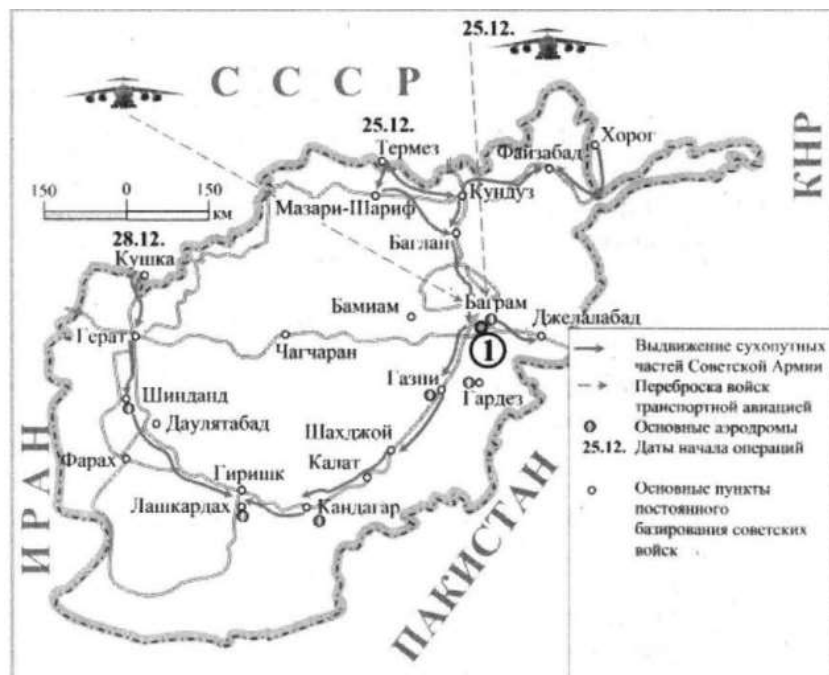 25.12.
СССР
25.12.
Термез
Хорог
Файзабад
КНР
150 0 150
км
Мазари-Шариф
Кундуз
28.12.
Кушка
Баглан
Бамиам
Баграм
Джелалабад
Герат
Чагчаран
1
Газни
Гардез
Шинданд
Даулятабад
Шахджой
Фарах
Калат
Гиришк
Лашкардах
Кандагар
ИРАН
ПАКИСТАН
Выдвижение сухопутных
частей Советской Армии
Переброска войск
транспортной авиацией
Основные аэродромы
25.12. Даты начала операций
Основные пункты
постоянного
базирования советских
войск